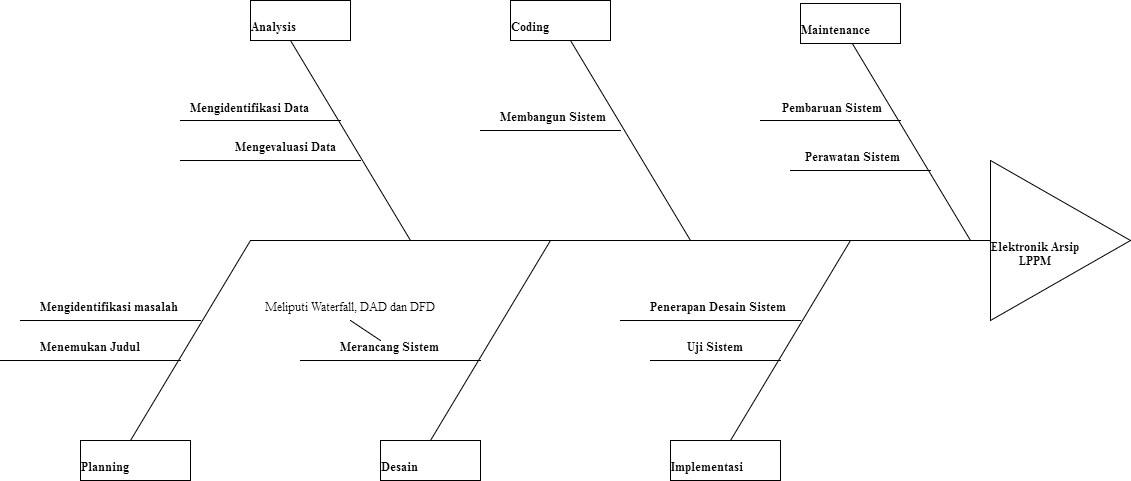 Analysis
Coding
Maintenance
Mengidentifikasi Data
Mengevaluasi Data
Membangun Sistem
Pembaruan Sistem
Perawatan Sistem
Elektronik Arsip
LPPM
Mengidentifikasi masalah
Menemukan Judul
Meliputi Waterfall, DAD dan DFD
Merancang Sistem
Penerapan Desain Sistem
Uji Sistem
Planning
Desain
Implementasi